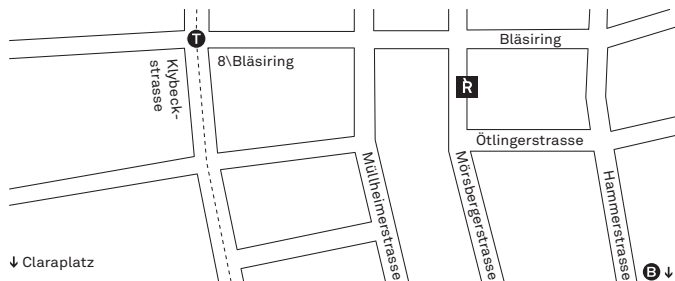 T
Bläsiring
8\Bläsiring
Klybeck-
strasse
R
Ötlingerstrasse
Müllheimerstrasse
Mörsbergerstrasse
Hammerstrasse
↓ Claraplatz
B ↓